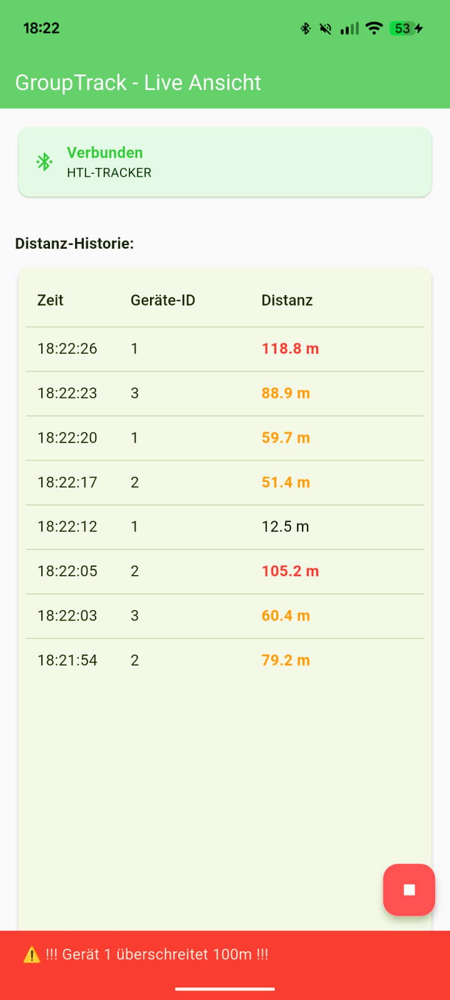 18:22
53
GroupTrack - Live Ansicht
Verbunden
HTL-TRACKER
Distanz-Historie:
Zeit Geräte-ID Distanz
18:22:26 1 118.8 m
18:22:23 3 88.9 m
18:22:20 1 59.7 m
18:22:17 2 51.4 m
18:22:12 1 12.5 m
18:22:05 2 105.2 m
18:22:03 3 60.4 m
18:21:54 2 79.2 m
⚠️ !!! Gerät 1 überschreitet 100m !!!